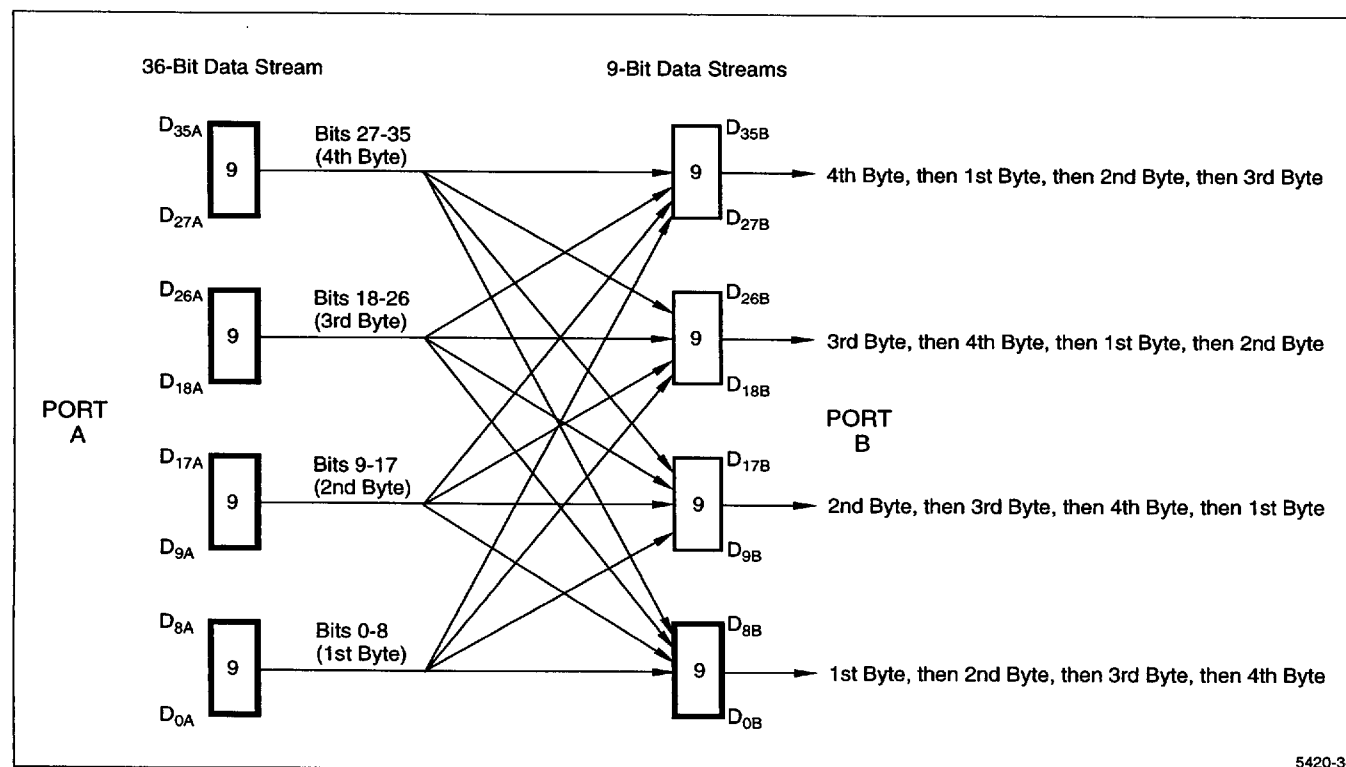 36-Bit Data Stream
9-Bit Data Streams
D35A
9
D27A
Bits 27-35
(4th Byte)
D35B
9
D27B
4th Byte, then 1st Byte, then 2nd Byte, then 3rd Byte
D26A
9
D18A
Bits 18-26
(3rd Byte)
D26B
9
D18B
3rd Byte, then 4th Byte, then 1st Byte, then 2nd Byte
PORT
A
PORT
B
D17A
9
D9A
Bits 9-17
(2nd Byte)
D17B
9
D9B
2nd Byte, then 3rd Byte, then 4th Byte, then 1st Byte
D8A
9
D0A
Bits 0-8
(1st Byte)
D8B
9
D0B
1st Byte, then 2nd Byte, then 3rd Byte, then 4th Byte
5420-3